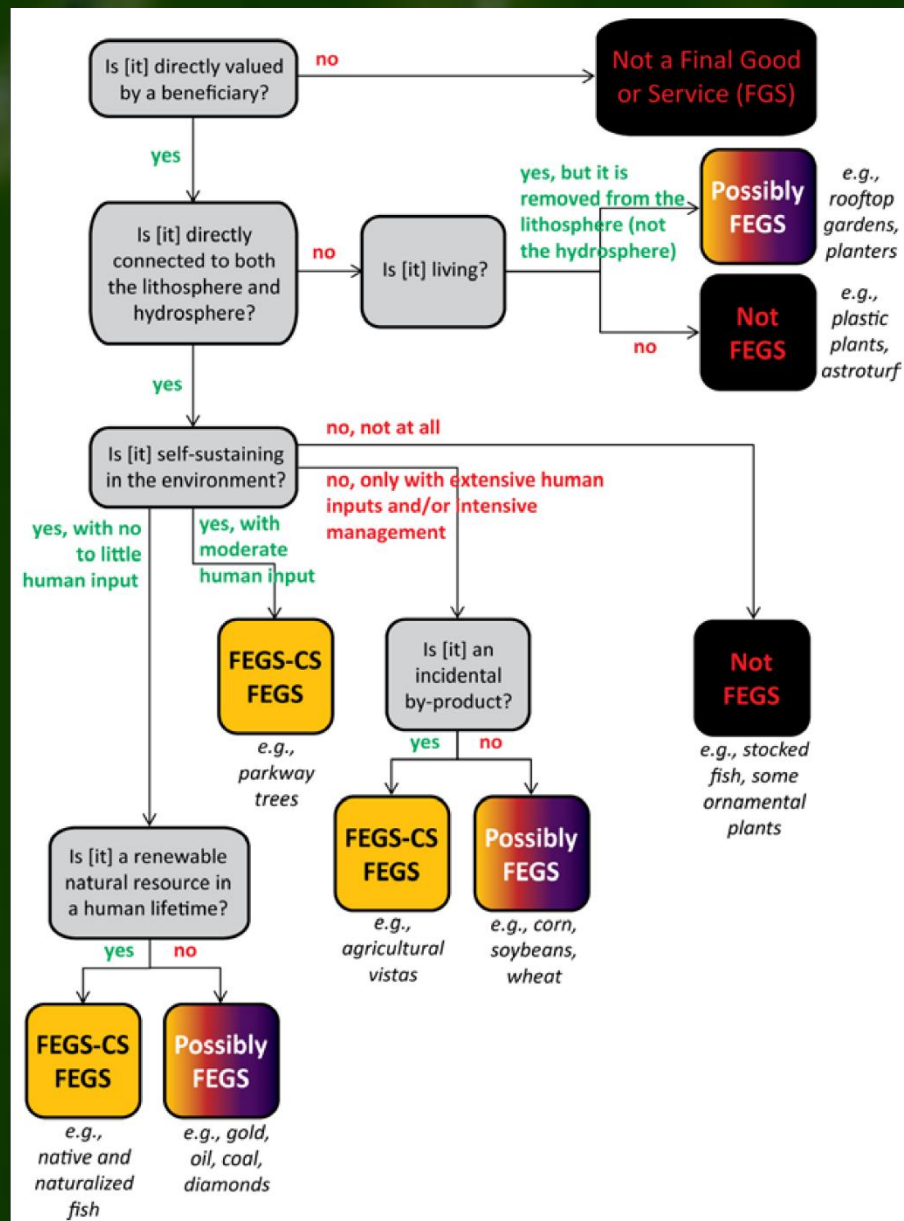 Is [it] directly valued
by a beneficiary?
no
Not a Final Good
or Service (FGS)
yes
Is [it] directly
connected to both
the lithosphere and
hydrosphere?
no
Is [it] living?
yes, but it is
removed from the
lithosphere (not
the hydrosphere)
Possibly
FEGS
e.g.,
rooftop
gardens,
planters
no
Not
FEGS
e.g.,
plastic
plants,
astroturf
yes
Is [it] self-sustaining
in the environment?
no, not at all
no, only with extensive human
inputs and/or intensive
management
yes, with no
to little
human input
yes, with
moderate
human input
FEGS-CS
FEGS
e.g.,
parkway
trees
Is [it] an
incidental
by-product?
Not
FEGS
e.g., stocked
fish, some
ornamental
plants
yes
no
FEGS-CS
FEGS
e.g.,
agricultural
vistas
Possibly
FEGS
e.g., corn,
soybeans,
wheat
Is [it] a renewable
natural resource in
a human lifetime?
yes
no
FEGS-CS
FEGS
e.g.,
native and
naturalized
fish
Possibly
FEGS
e.g., gold,
oil, coal,
diamonds